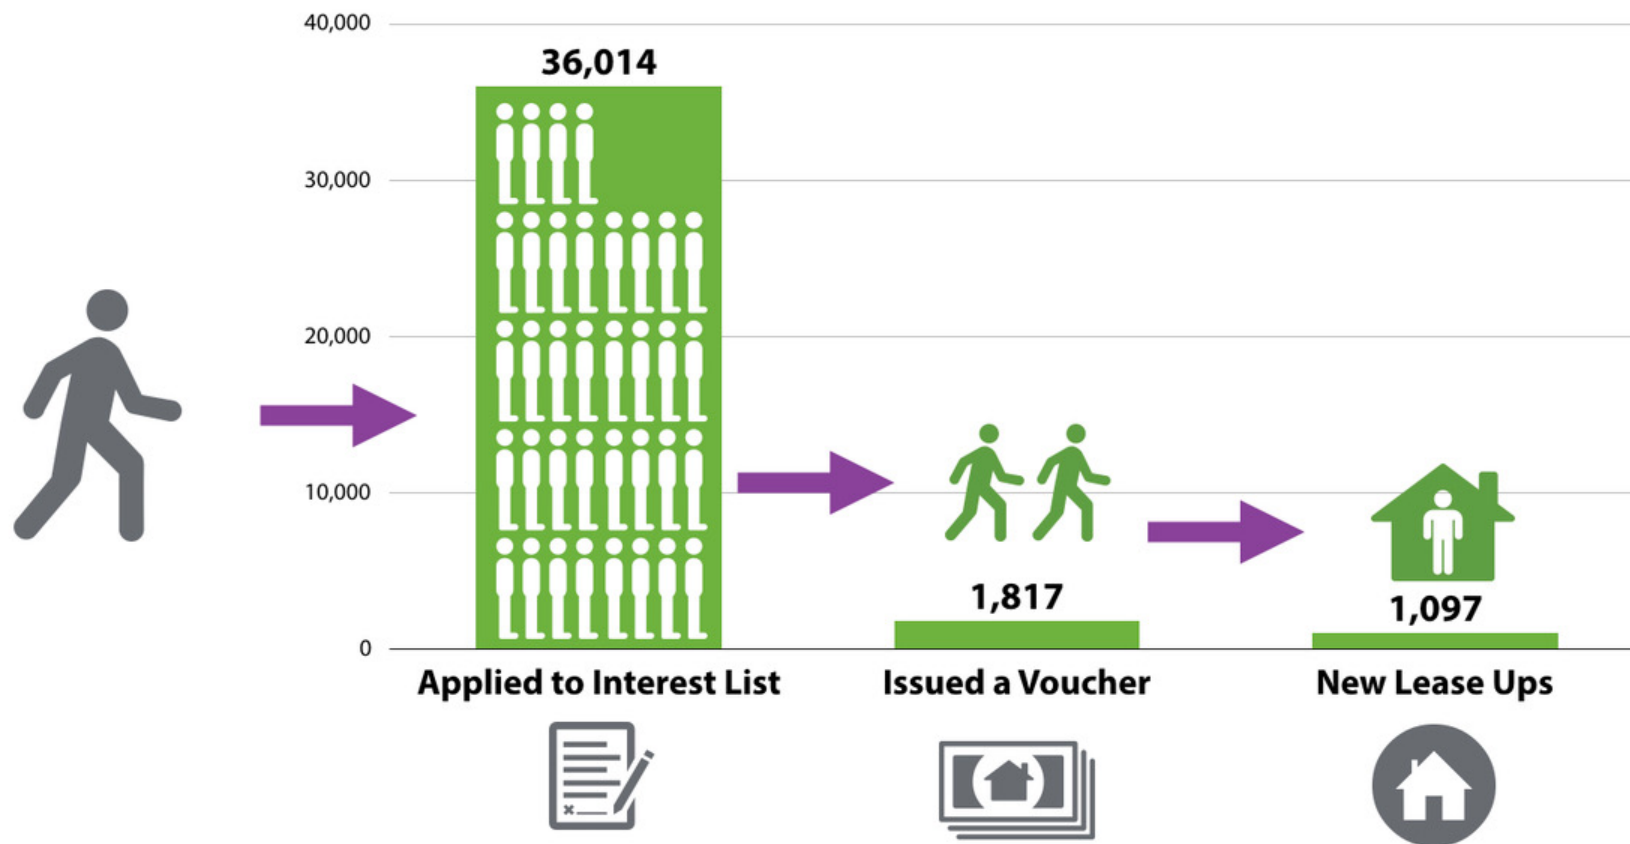 40,000
36,014
30,000
20,000
10,000
1,817
1,097
0
Applied to Interest List
Issued a Voucher
New Lease Ups